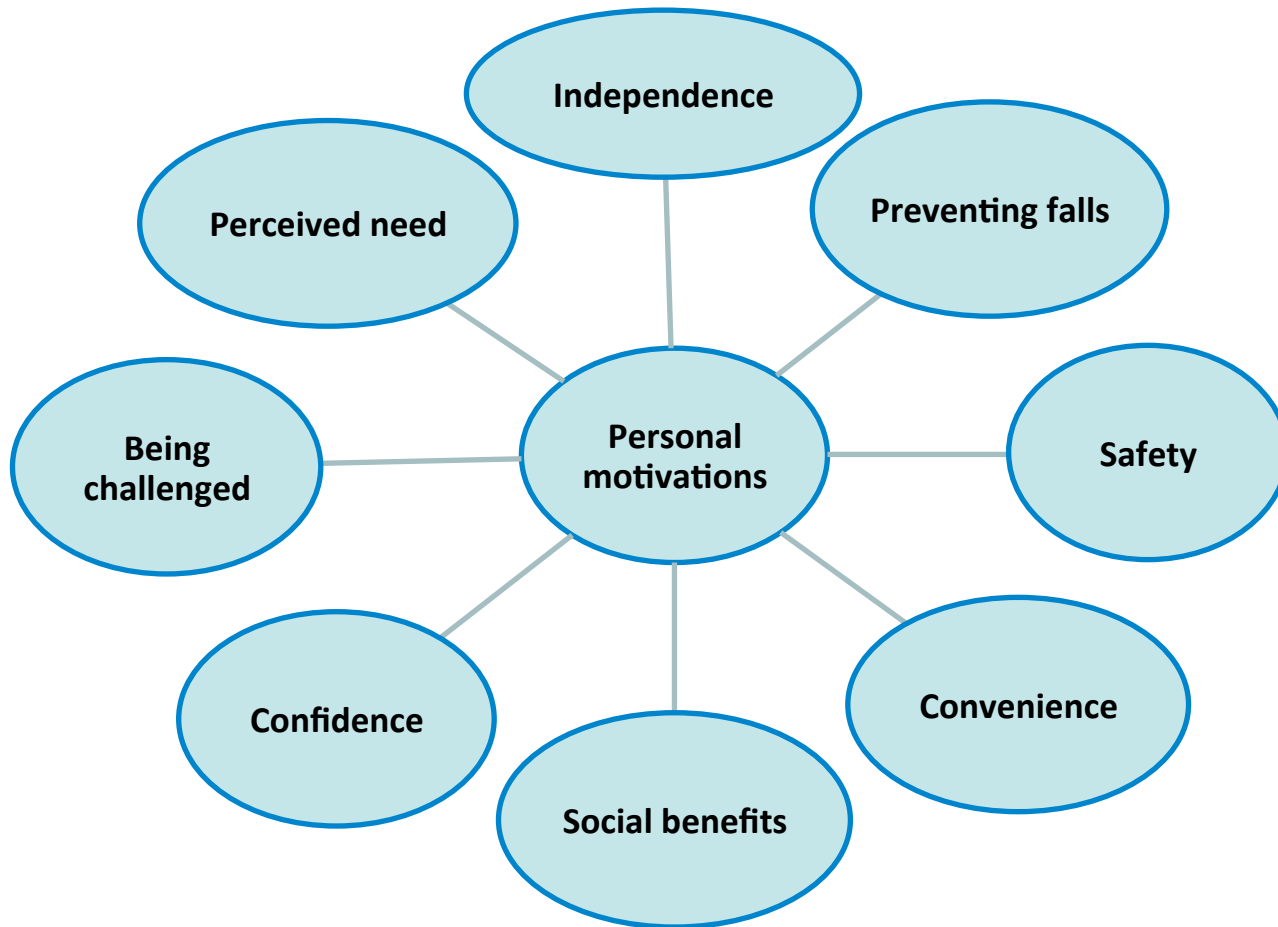 Independence
Preventing falls
Perceived need
Personal
motivations
Safety
Being
challenged
Convenience
Confidence
Social benefits